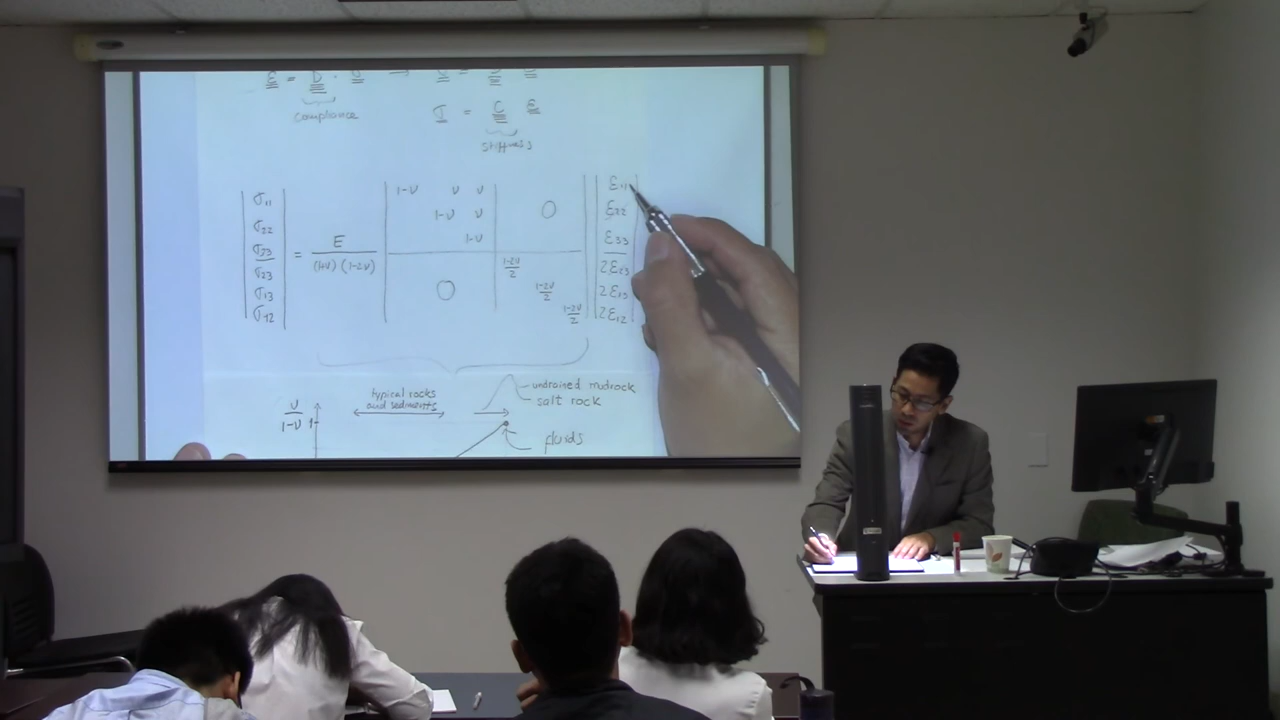 ε = D · σ →
compliance
σ = C ε
stiffness
σ11 1-ν ν ν ε11
σ22 1-ν ν 0 ε22
σ33 = E 1-ν ε33
σ23 (1+ν)(1-2ν) 1-2ν/2 2ε23
σ13 0 1-2ν/2 2ε13
σ12 1-2ν/2 2ε12
typical rocks
and sediments
undrained mudrock
salt rock
ν
1-ν 1
fluids